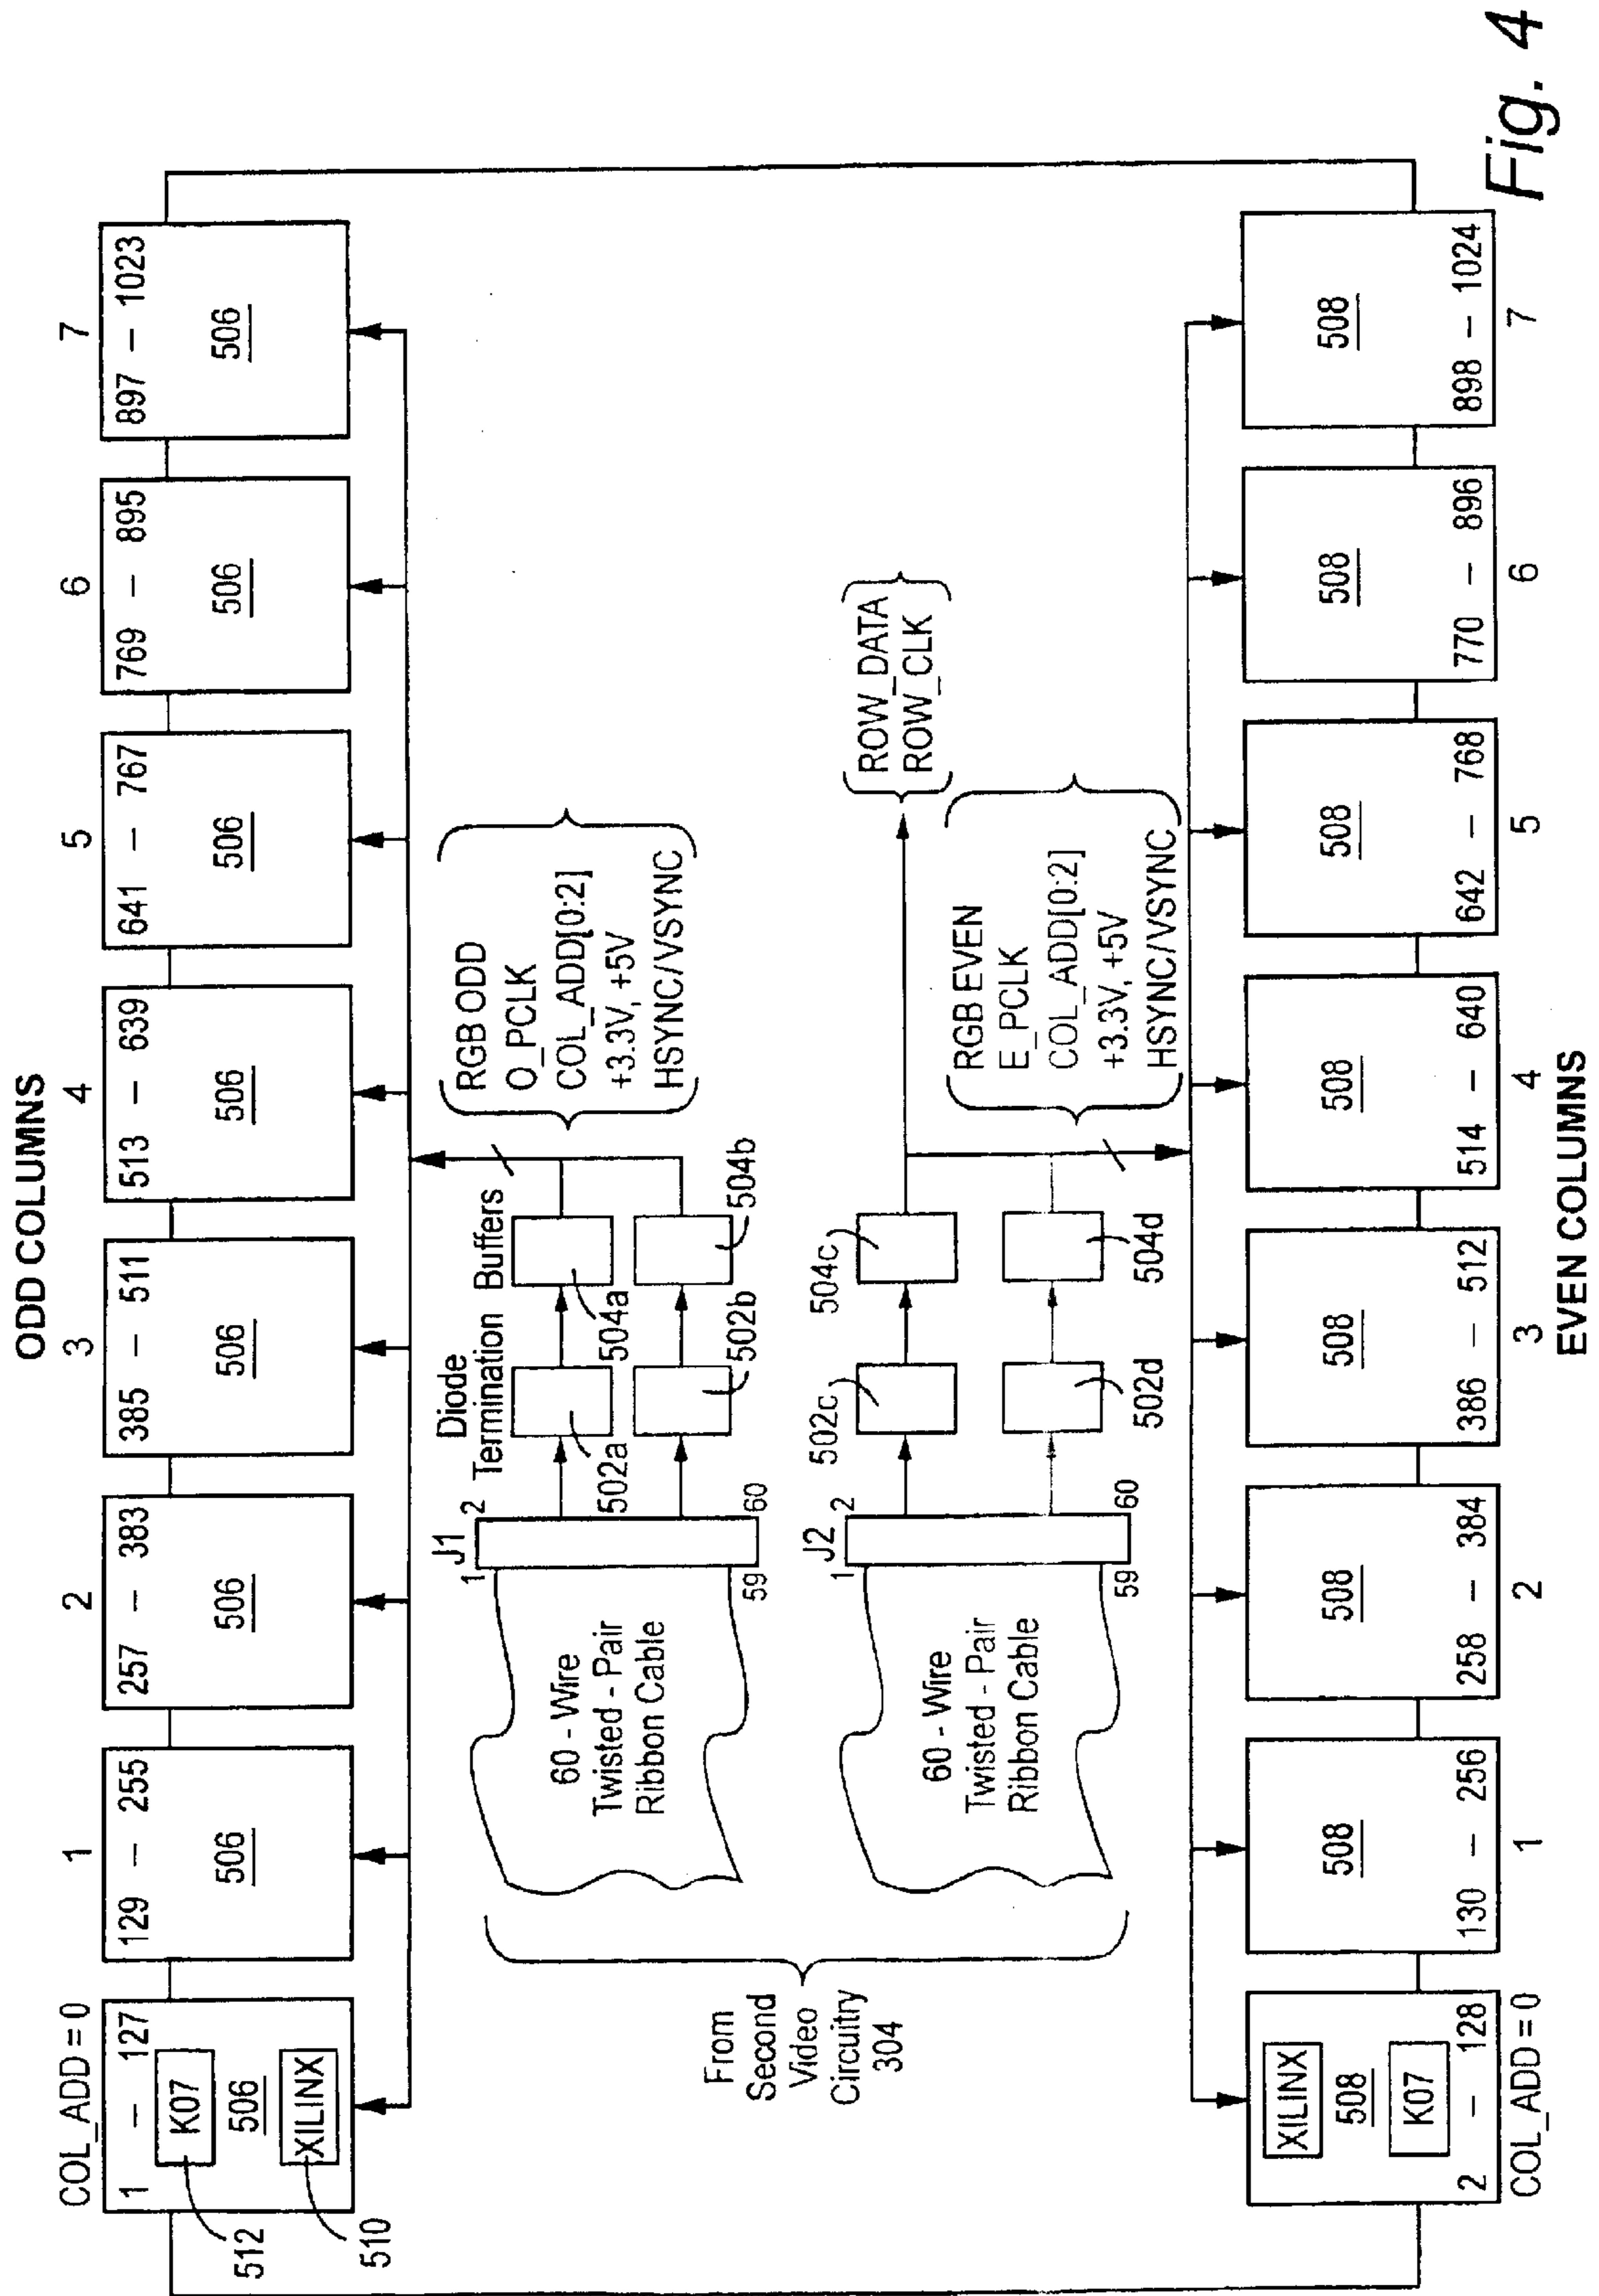 ODD COLUMNS
COL_ADD = 0
1
2
3
4
5
6
7
1 – 127
129 – 255
257 – 383
385 – 511
513 – 639
641 – 767
769 – 895
897 – 1023
K07
506
XILINX
506
506
506
506
506
506
506
512
510
From
Second
Video
Circuitry
304
60 - Wire
Twisted - Pair
Ribbon Cable
J1
1
2
59
60
Diode
Termination
Buffers
502a
504a
502b
504b
RGB ODD
O_PCLK
COL_ADD[0:2]
+3.3V, +5V
HSYNC/VSYNC
60 - Wire
Twisted - Pair
Ribbon Cable
J2
1
2
59
60
502c
504c
502d
504d
ROW_DATA
ROW_CLK
RGB EVEN
E_PCLK
COL_ADD[0:2]
+3.3V, +5V
HSYNC/VSYNC
XILINX
508
K07
508
508
508
508
508
508
508
2 – 128
130 – 256
258 – 384
386 – 512
514 – 640
642 – 768
770 – 896
898 – 1024
COL_ADD = 0
1
2
3
4
5
6
7
EVEN COLUMNS
Fig. 4